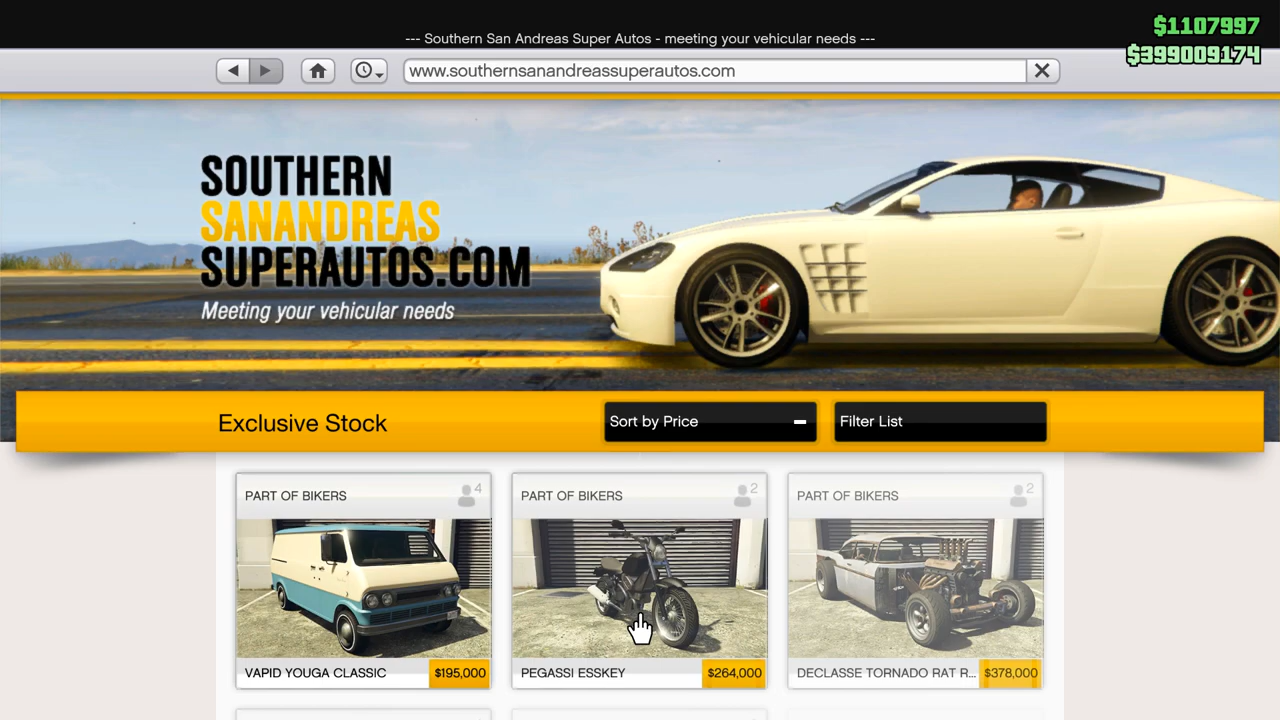 --- Southern San Andreas Super Autos - meeting your vehicular needs ---
$1107997
$399009174
www.southernsanandreassuperautos.com
SOUTHERN
SANANDREAS
SUPERAUTOS.COM
Meeting your vehicular needs
Exclusive Stock
Sort by Price
Filter List
PART OF BIKERS 4
PART OF BIKERS 2
PART OF BIKERS 2
VAPID YOUGA CLASSIC $195,000
PEGASSI ESSKEY $264,000
DECLASSE TORNADO RAT R... $378,000